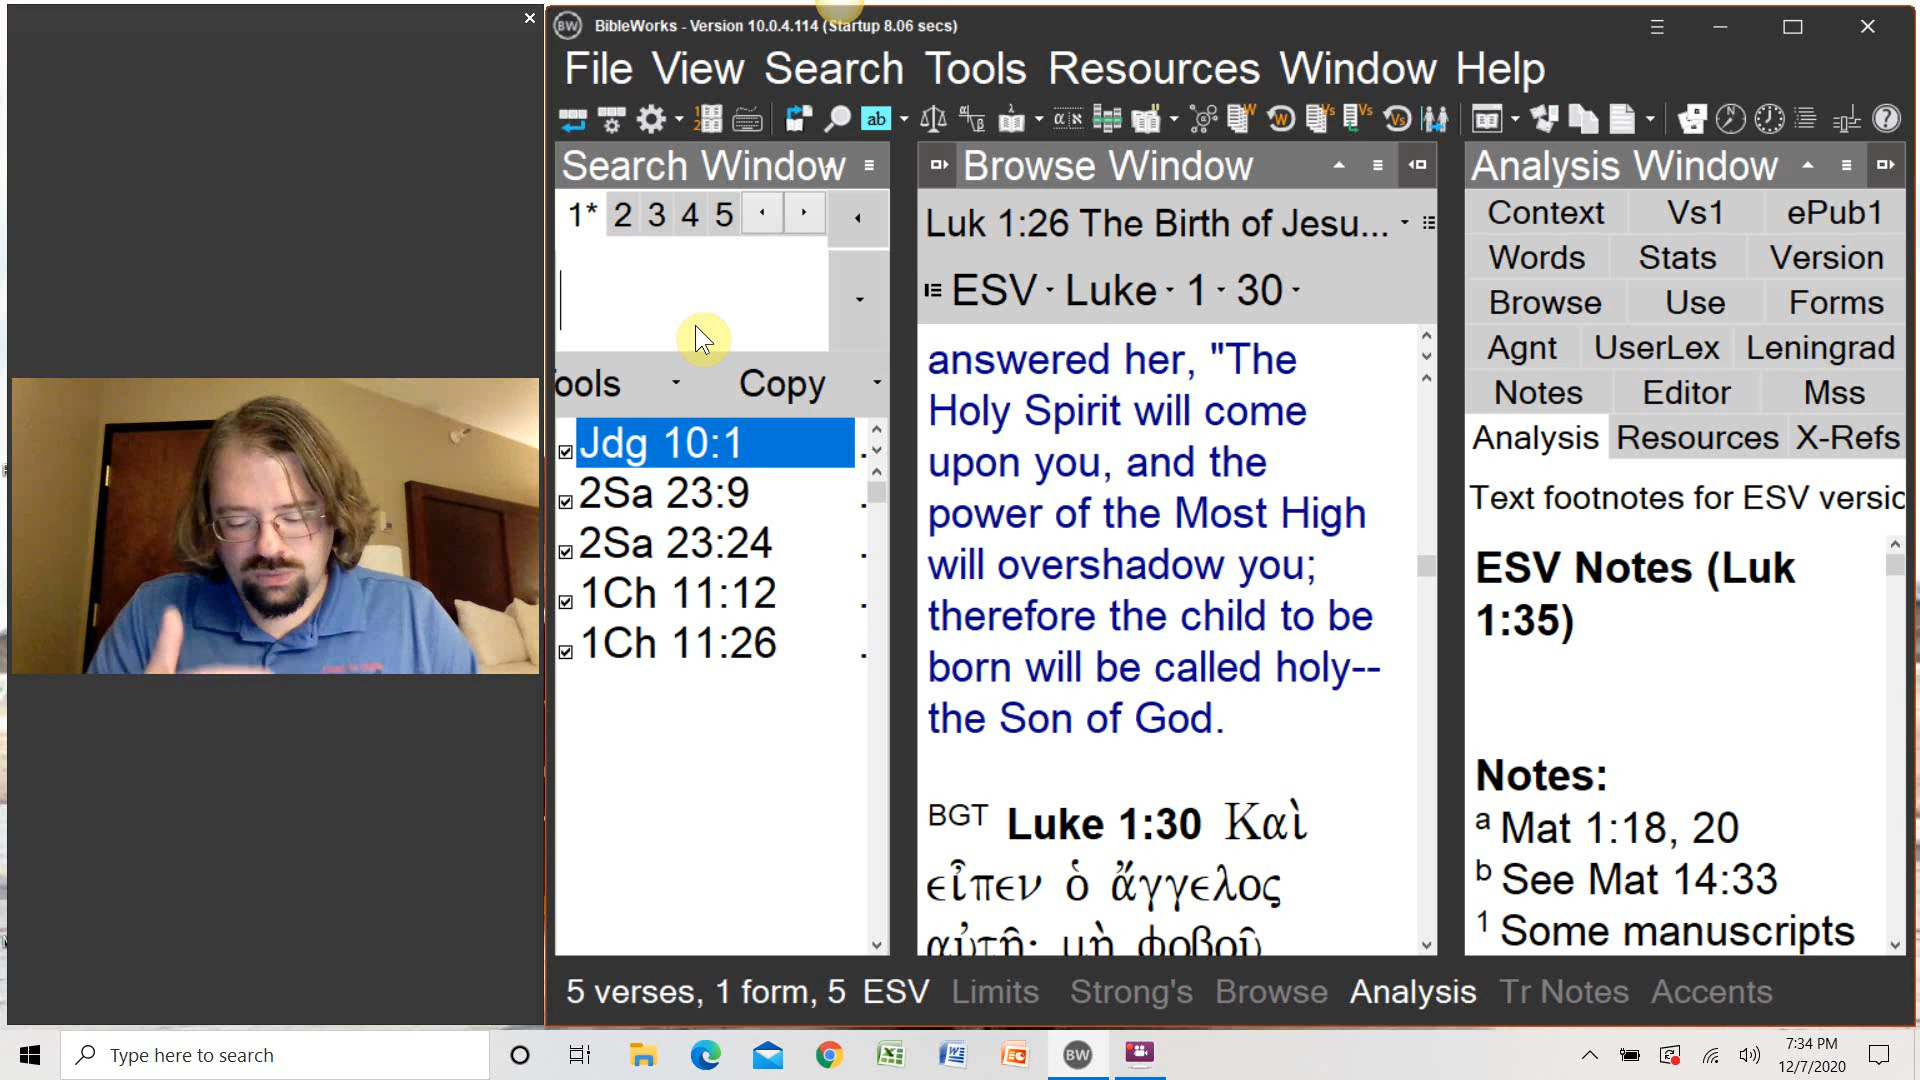 BW BibleWorks - Version 10.0.4.114 (Startup 8.06 secs)
File View Search Tools Resources Window Help
Search Window
1* 2 3 4 5
ools Copy
Jdg 10:1
2Sa 23:9
2Sa 23:24
1Ch 11:12
1Ch 11:26
Browse Window
Luk 1:26 The Birth of Jesu...
ESV Luke 1 30
answered her, "The
Holy Spirit will come
upon you, and the
power of the Most High
will overshadow you;
therefore the child to be
born will be called holy--
the Son of God.
BGT Luke 1:30 Καὶ
εἶπεν ὁ ἄγγελος
αὐτῇ· μὴ φοβοῦ
Analysis Window
Context Vs1 ePub1
Words Stats Version
Browse Use Forms
Agnt UserLex Leningrad
Notes Editor Mss
Analysis Resources X-Refs
Text footnotes for ESV versio
ESV Notes (Luk
1:35)
Notes:
a Mat 1:18, 20
b See Mat 14:33
1 Some manuscripts
5 verses, 1 form, 5 ESV Limits Strong's Browse Analysis Tr Notes Accents
Type here to search
BW
7:34 PM
12/7/2020